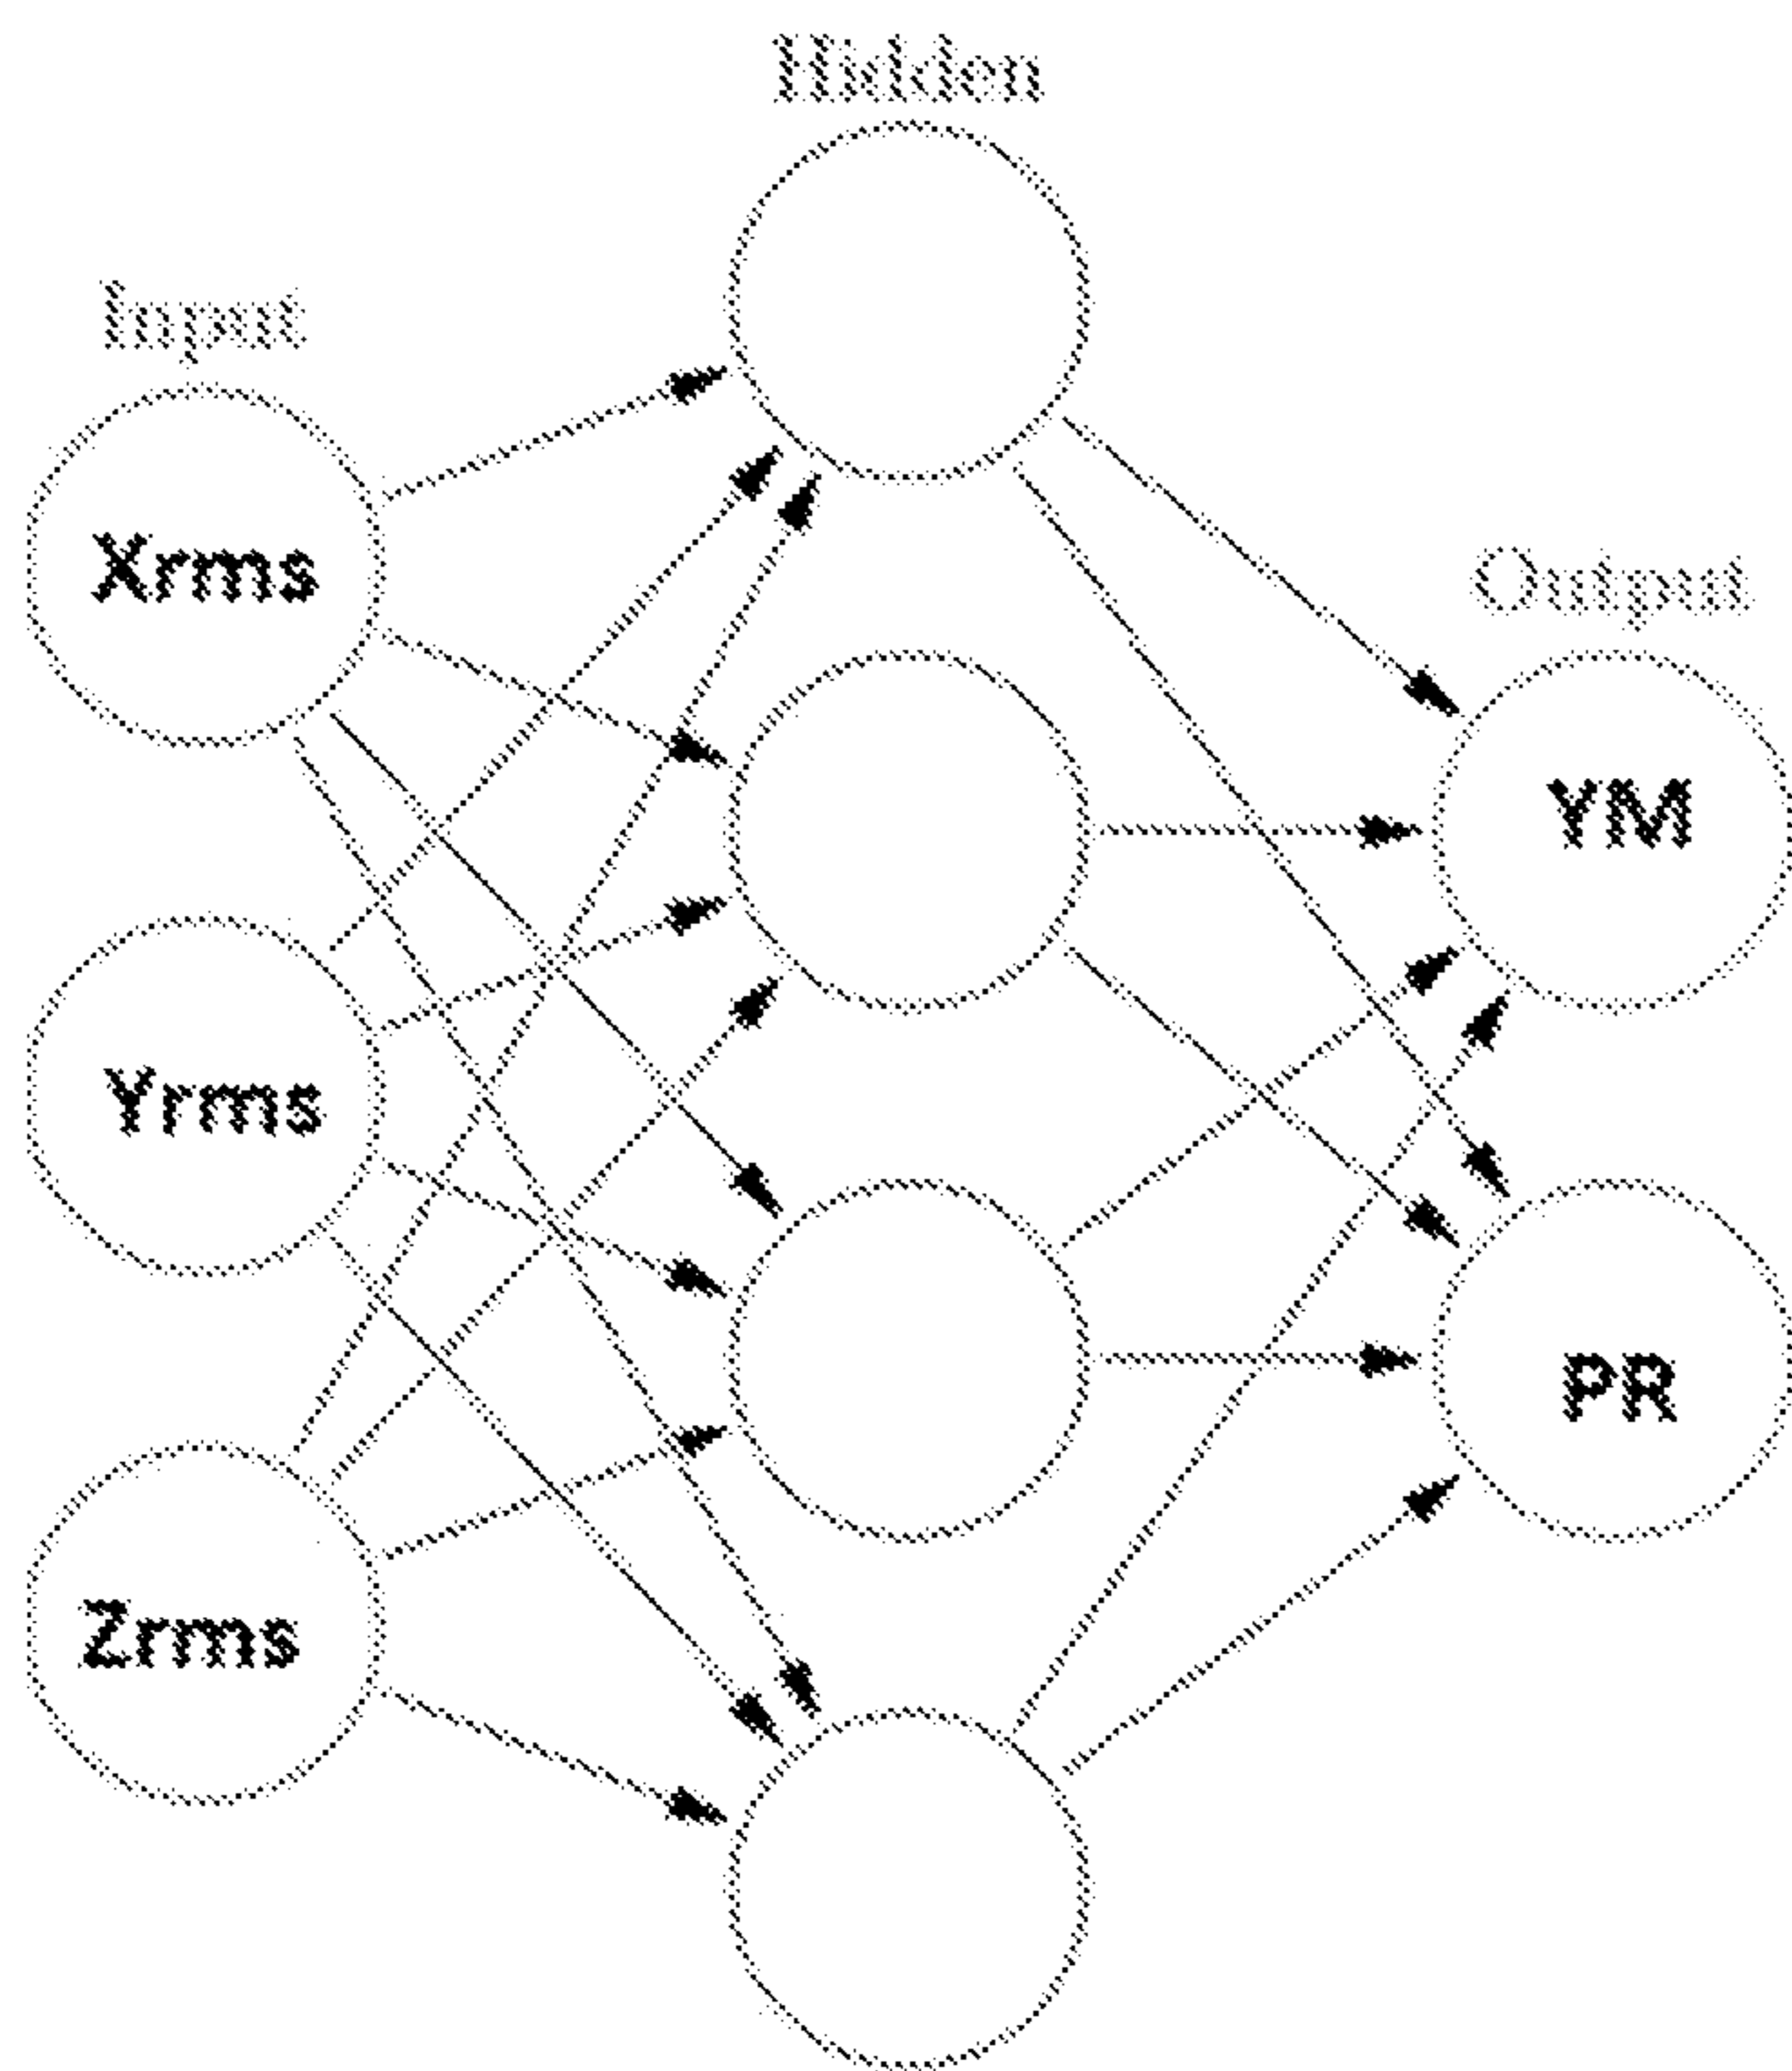 Hidden
Input
Xrms
Output
YM
Yrms
PR
Zrms